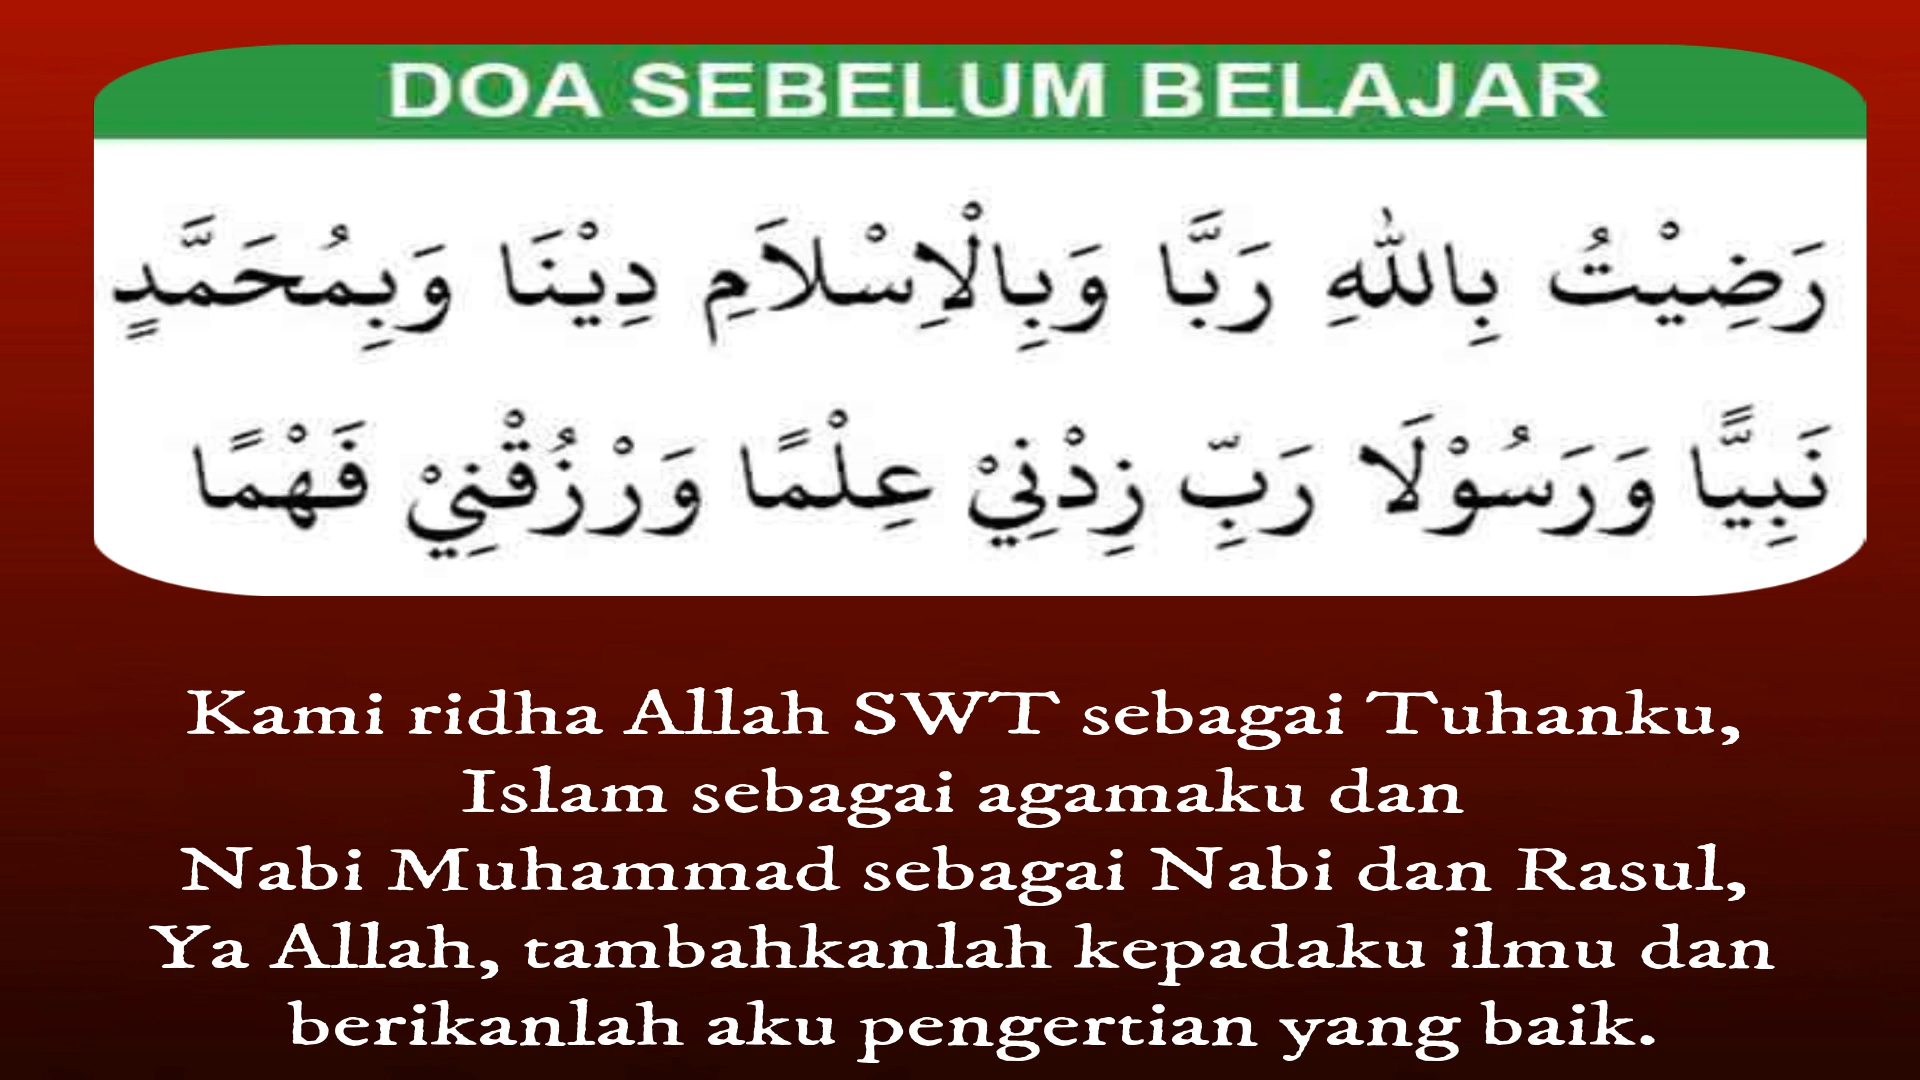 DOA SEBELUM BELAJAR
رَضِيْتُ بِاللهِ رَبَّا وَبِالْاِسْلاَمِ دِيْنَا وَبِمُحَمَّدٍ
نَبِيًّا وَرَسُوْلَا رَبِّ زِدْنِيْ عِلْمًا وَرْزُقْنِيْ فَهْمًا
Kami ridha Allah SWT sebagai Tuhanku,
Islam sebagai agamaku dan
Nabi Muhammad sebagai Nabi dan Rasul,
Ya Allah, tambahkanlah kepadaku ilmu dan
berikanlah aku pengertian yang baik.